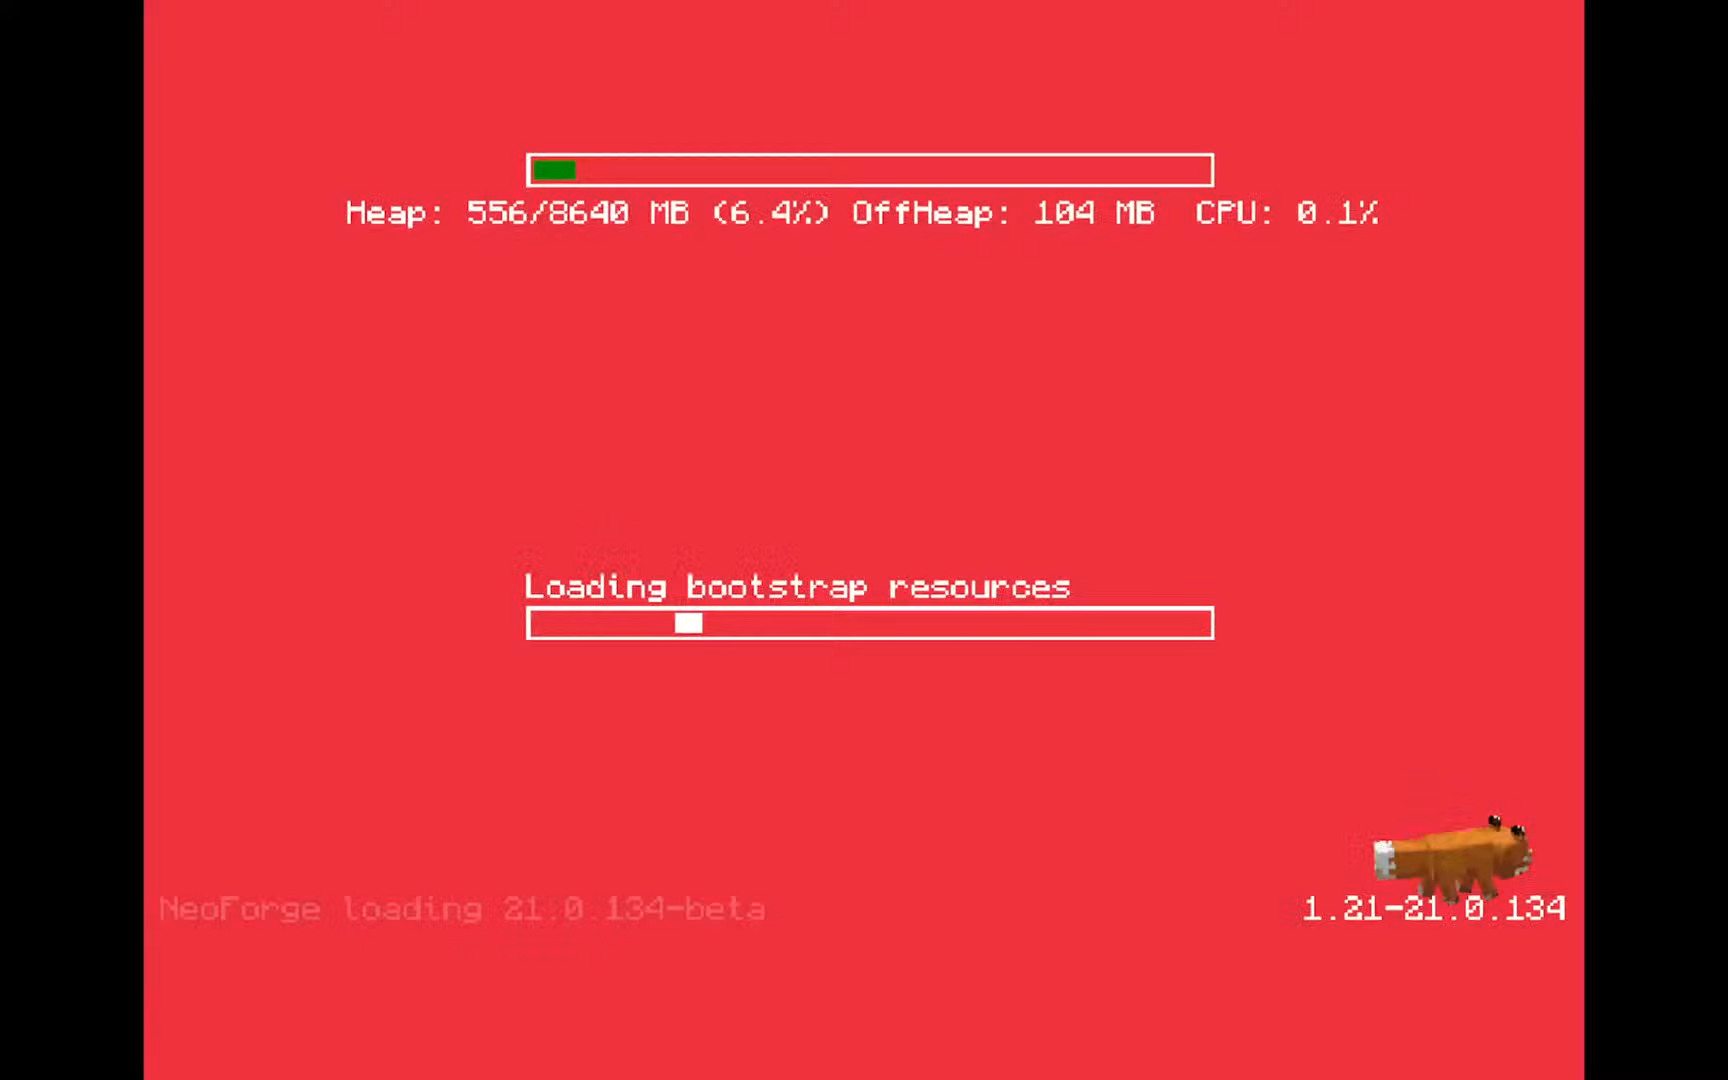 Heap: 556/8640 MB (6.4%) OffHeap: 104 MB  CPU: 0.1%
Loading bootstrap resources
NeoForge loading 21.0.134-beta
1.21-21.0.134